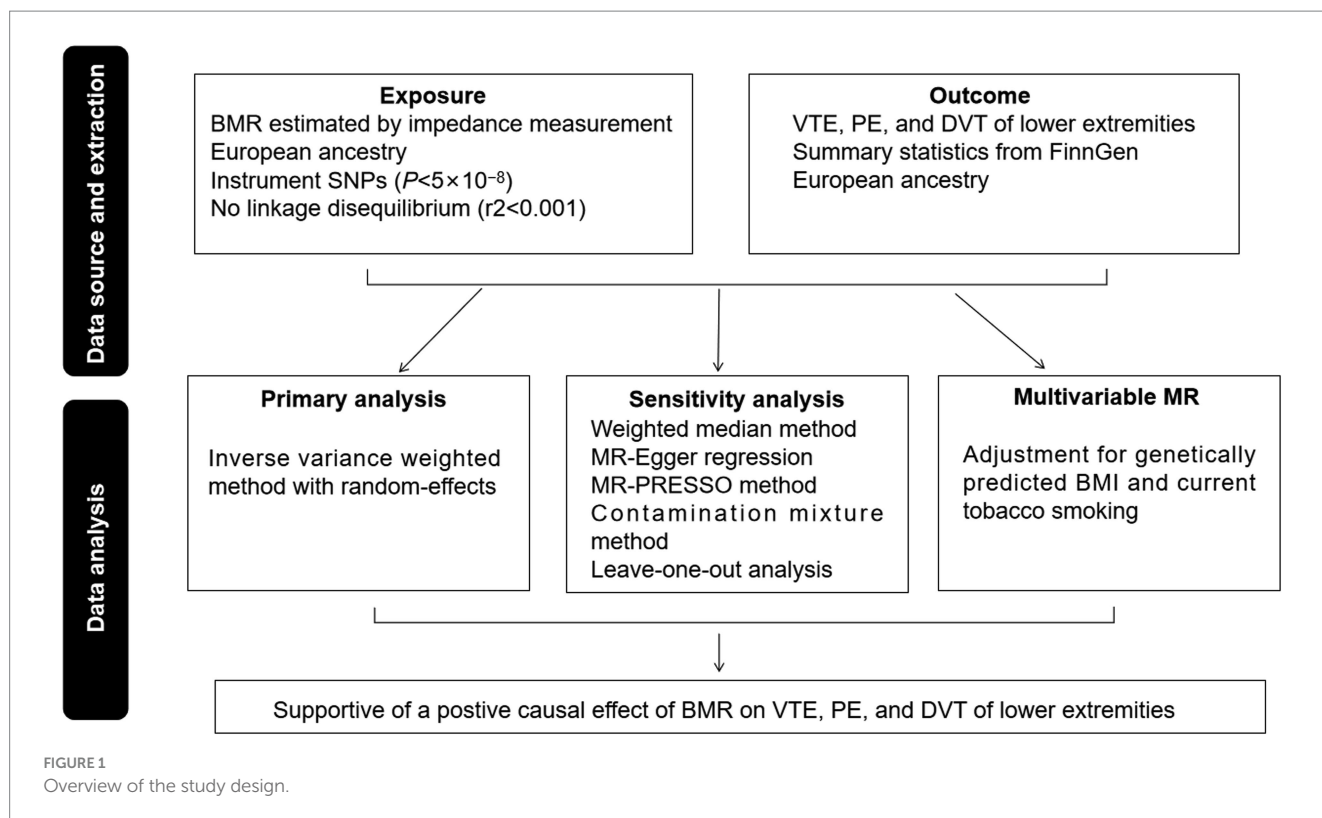 Data source and extraction
Exposure
BMR estimated by impedance measurement
European ancestry
Instrument SNPs (P<5×10⁻⁸)
No linkage disequilibrium (r2<0.001)
Outcome
VTE, PE, and DVT of lower extremities
Summary statistics from FinnGen
European ancestry
Data analysis
Primary analysis
Inverse variance weighted
method with random-effects
Sensitivity analysis
Weighted median method
MR-Egger regression
MR-PRESSO method
Contamination mixture
method
Leave-one-out analysis
Multivariable MR
Adjustment for genetically
predicted BMI and current
tobacco smoking
Supportive of a postive causal effect of BMR on VTE, PE, and DVT of lower extremities
FIGURE 1
Overview of the study design.